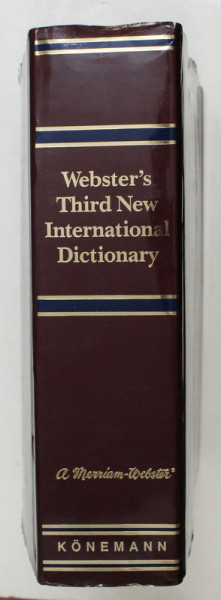 Webster's
Third New
International
Dictionary
A Merriam-Webster®
KÖNEMANN